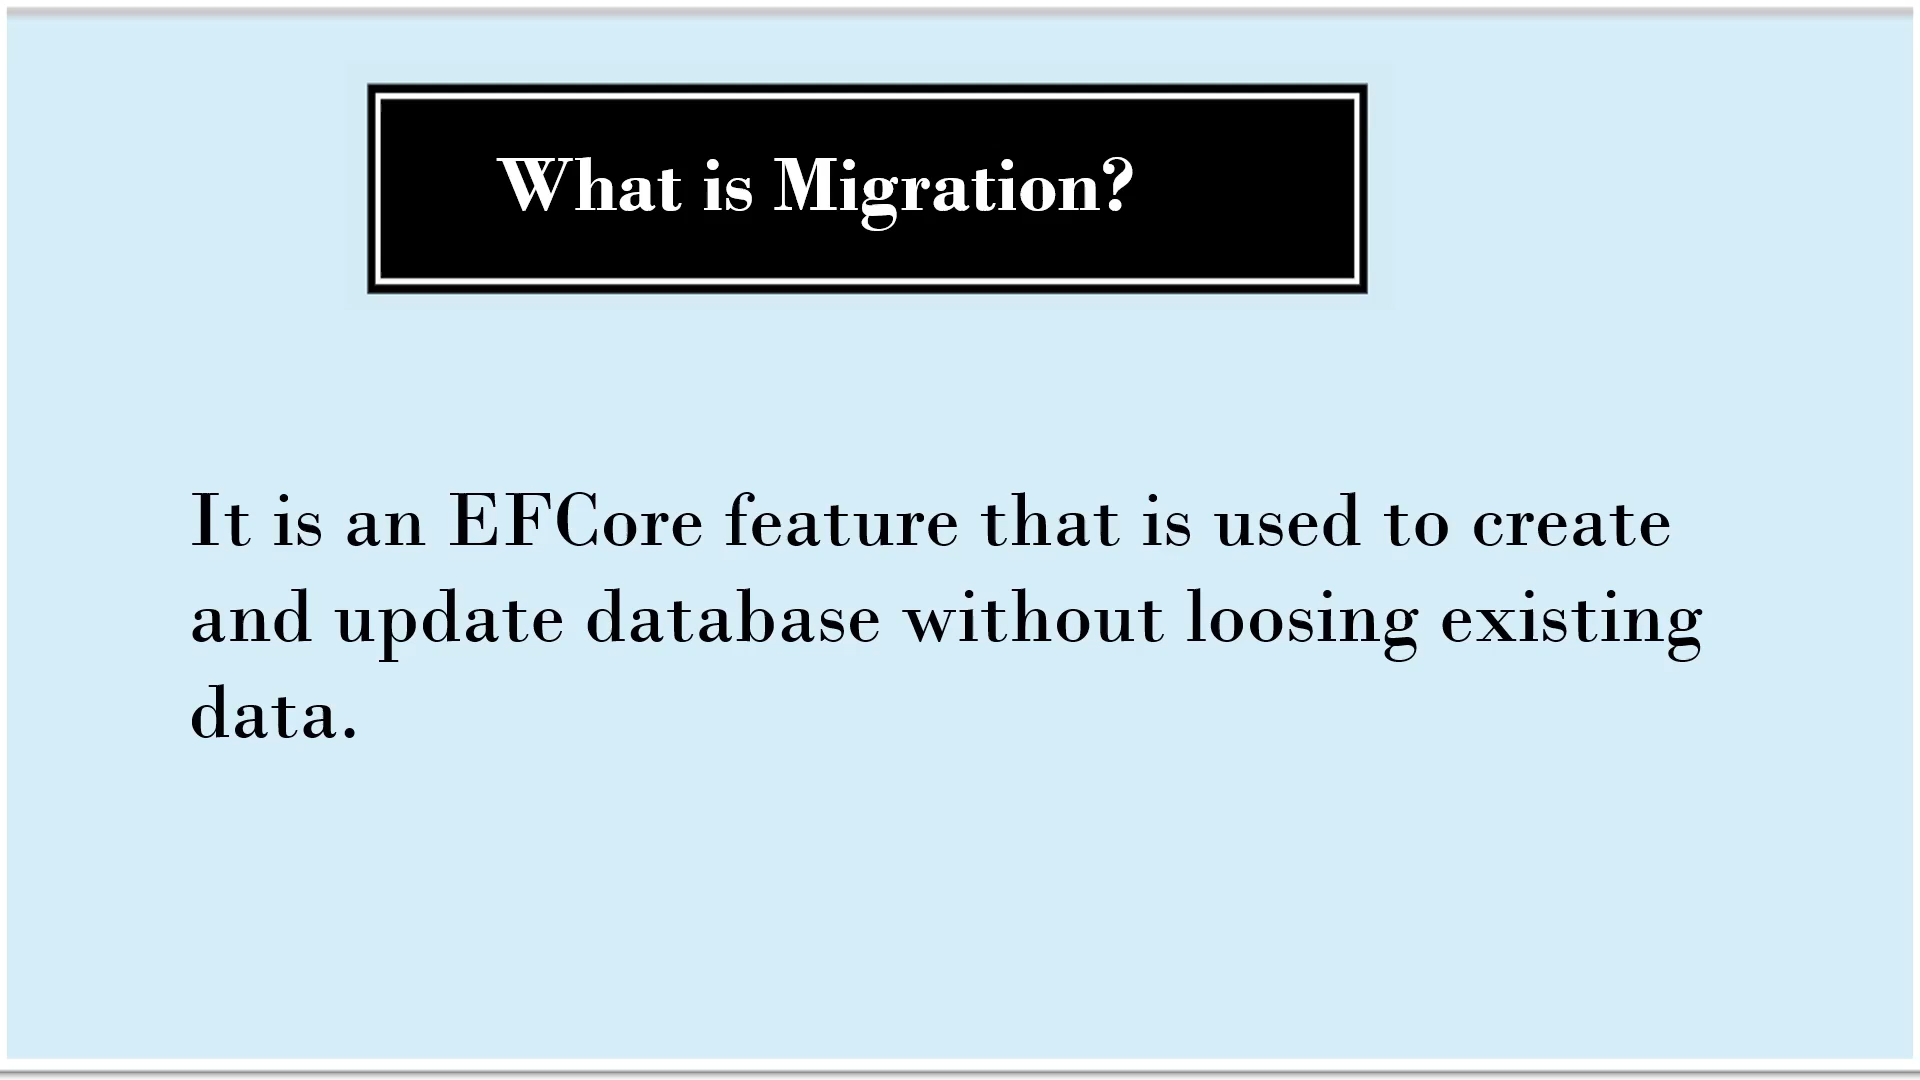 What is Migration?
It is an EFCore feature that is used to create
and update database without loosing existing
data.